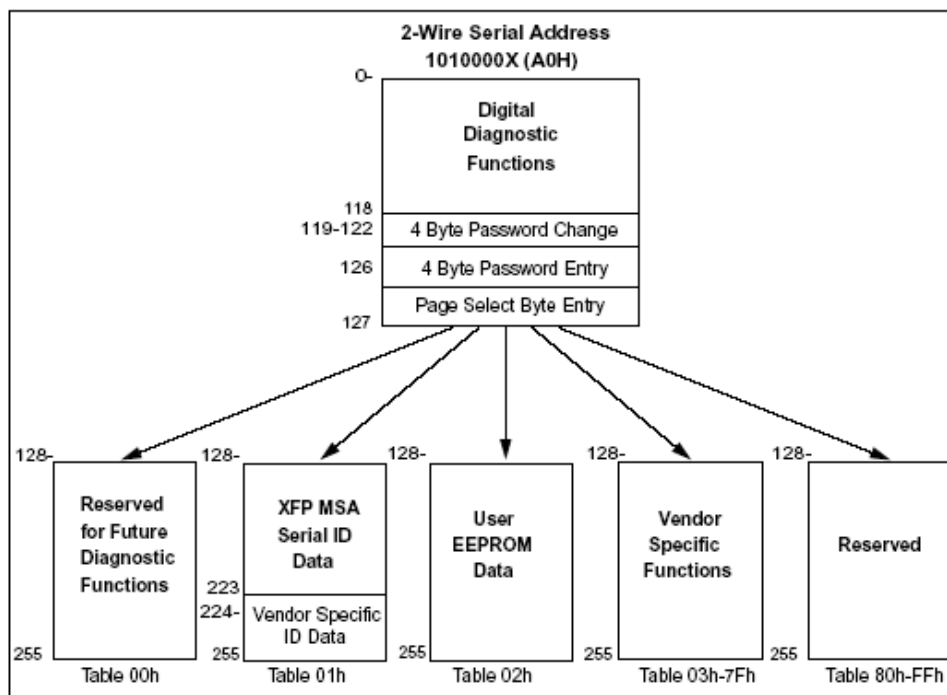 2-Wire Serial Address
1010000X (A0H)
0-
Digital
Diagnostic
Functions
118
119-122
4 Byte Password Change
126
4 Byte Password Entry
Page Select Byte Entry
127
128-
Reserved
for Future
Diagnostic
Functions
255
Table 00h
128-
XFP MSA
Serial ID
Data
223
224-
Vendor Specific
ID Data
255
Table 01h
128-
User
EEPROM
Data
255
Table 02h
128-
Vendor
Specific
Functions
255
Table 03h-7Fh
128-
Reserved
255
Table 80h-FFh